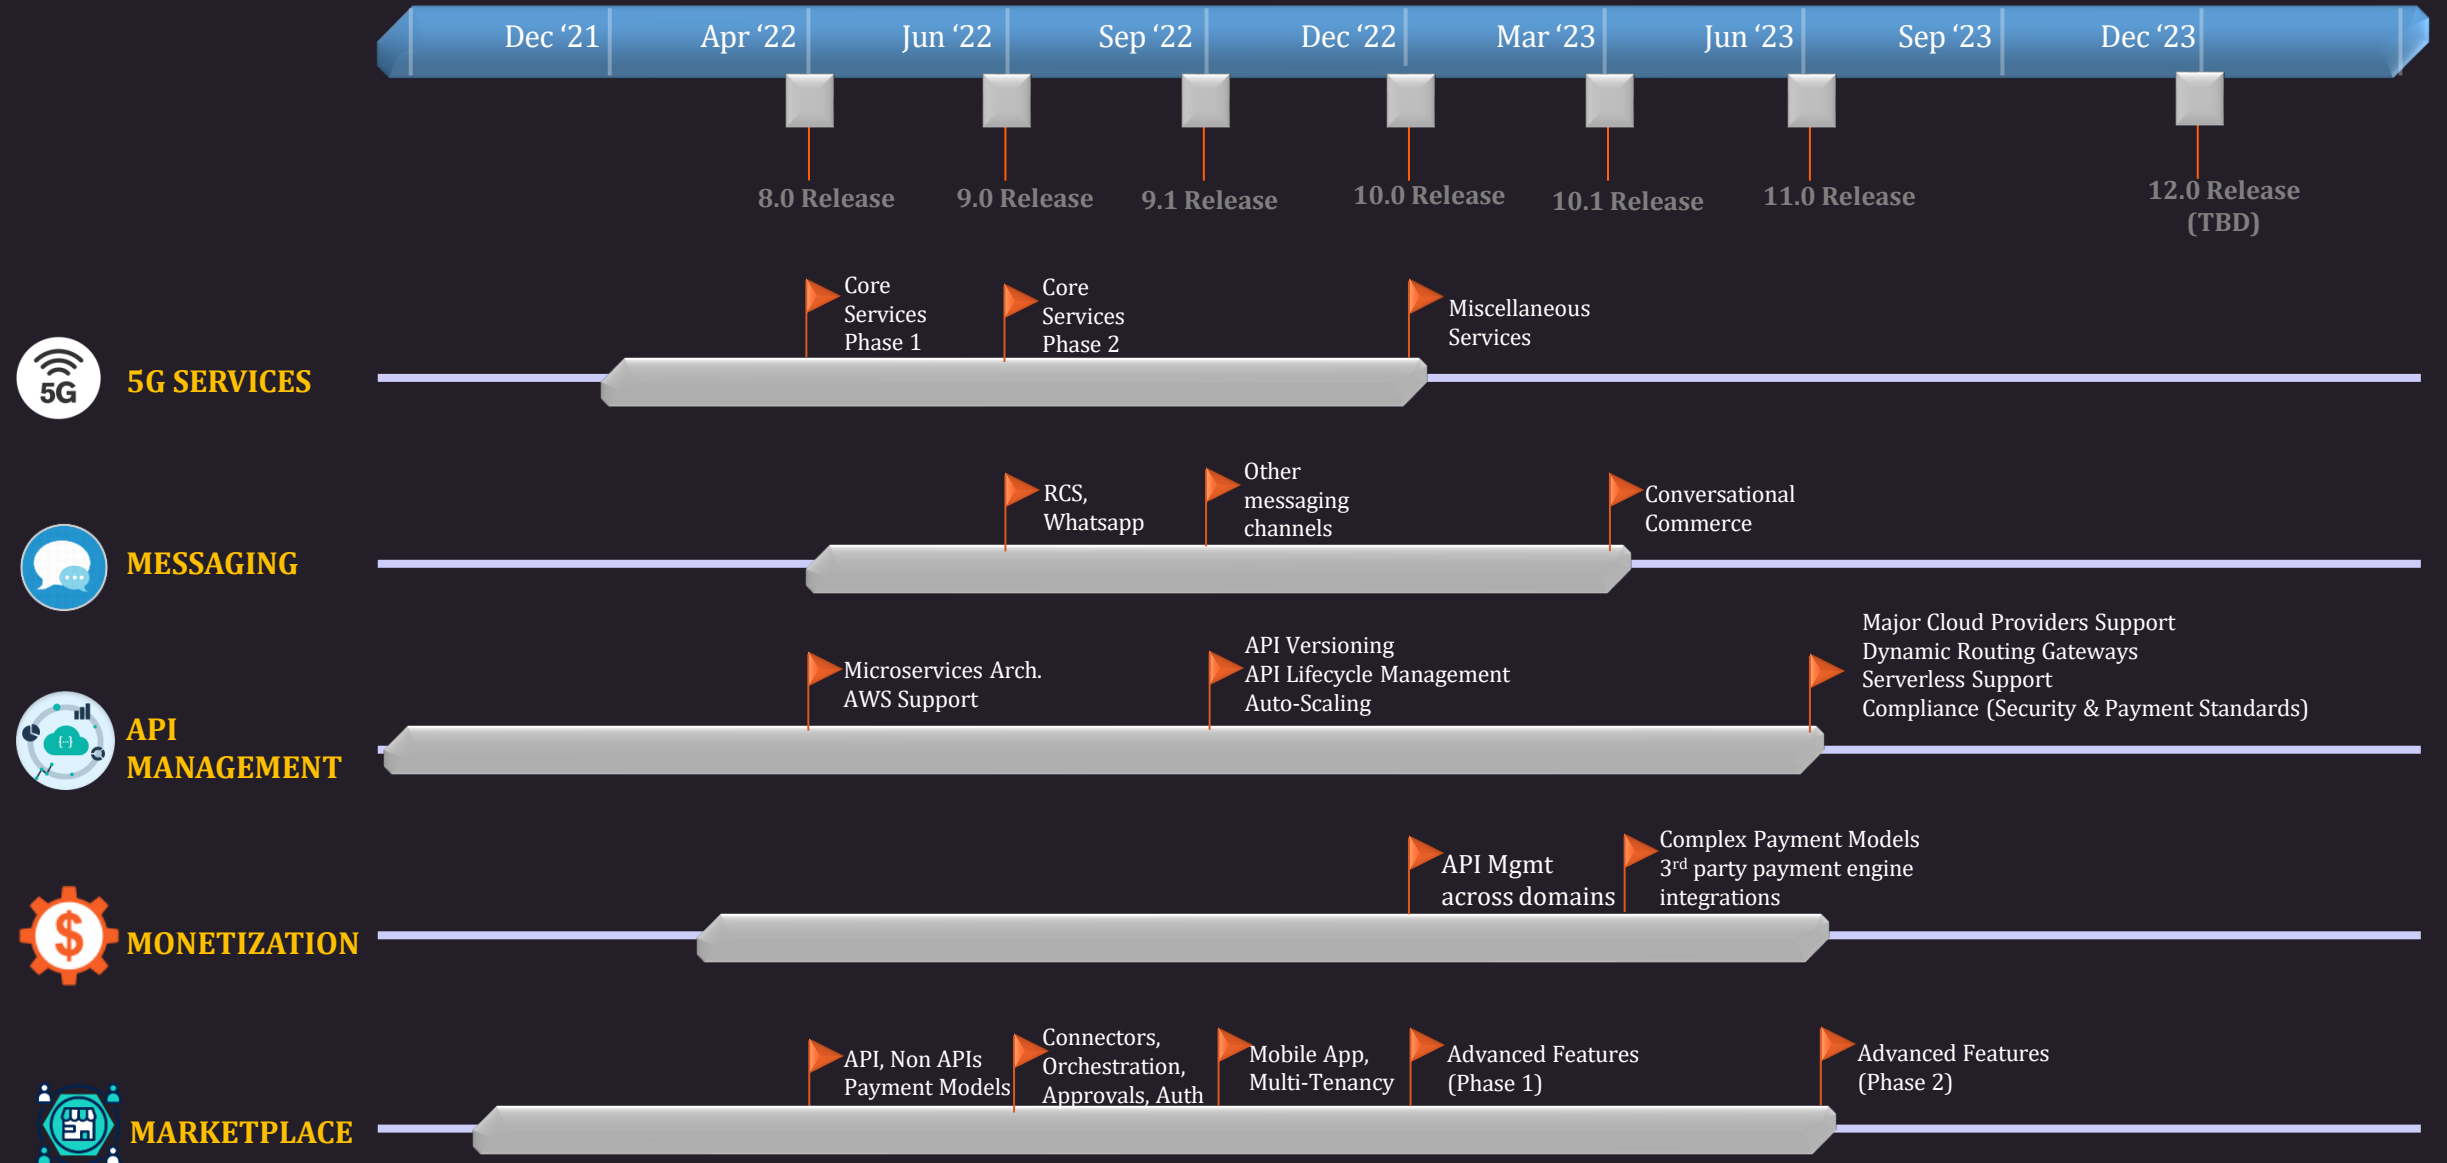 Dec ‘21 Apr ‘22 Jun ‘22 Sep ‘22 Dec ‘22 Mar ‘23 Jun ‘23 Sep ‘23 Dec ‘23
8.0 Release
9.0 Release
9.1 Release
10.0 Release
10.1 Release
11.0 Release
12.0 Release
(TBD)
5G
5G SERVICES
Core
Services
Phase 1
Core
Services
Phase 2
Miscellaneous
Services
MESSAGING
RCS,
Whatsapp
Other
messaging
channels
Conversational
Commerce
{...}
API
MANAGEMENT
Microservices Arch.
AWS Support
API Versioning
API Lifecycle Management
Auto-Scaling
Major Cloud Providers Support
Dynamic Routing Gateways
Serverless Support
Compliance (Security & Payment Standards)
$
MONETIZATION
API Mgmt
across domains
Complex Payment Models
3rd party payment engine
integrations
MARKETPLACE
API, Non APIs
Payment Models
Connectors,
Orchestration,
Approvals, Auth
Mobile App,
Multi-Tenancy
Advanced Features
(Phase 1)
Advanced Features
(Phase 2)